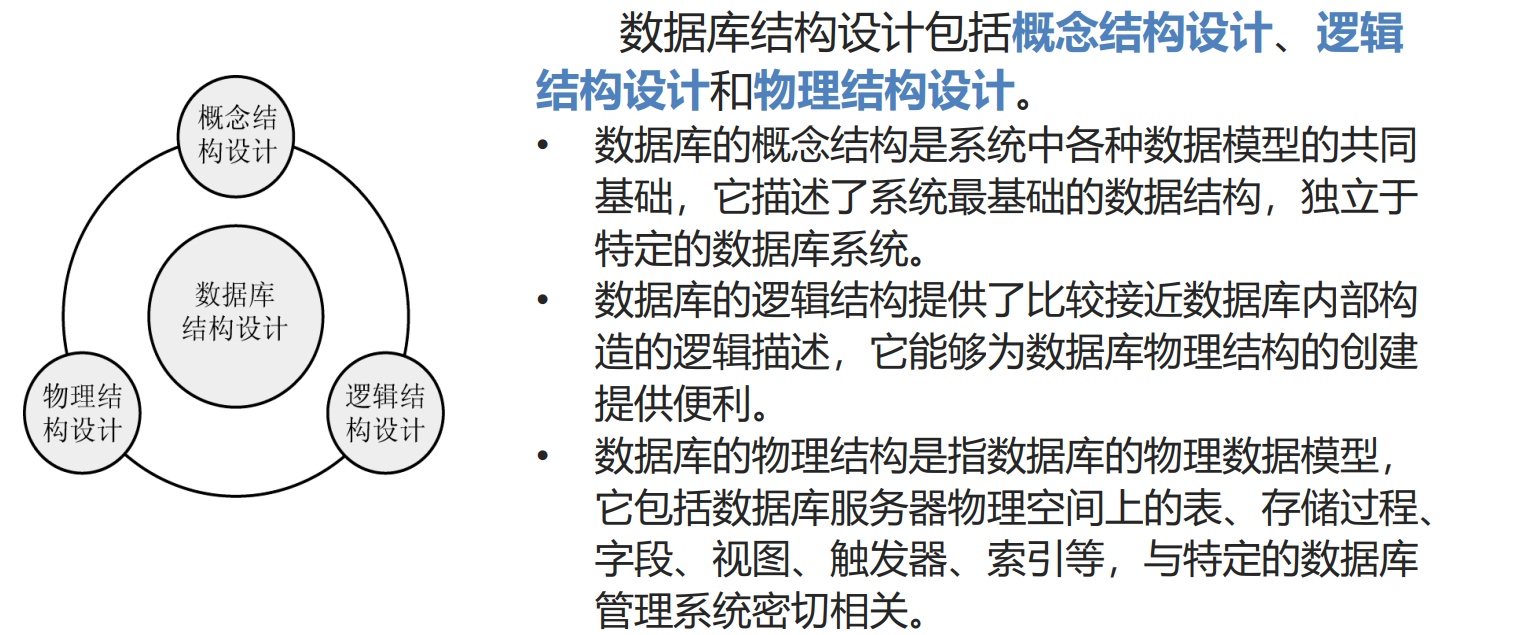 概念结
构设计
数据库
结构设计
物理结
构设计
逻辑结
构设计
数据库结构设计包括概念结构设计、逻辑
结构设计和物理结构设计。
• 数据库的概念结构是系统中各种数据模型的共同
基础，它描述了系统最基础的数据结构，独立于
特定的数据库系统。
• 数据库的逻辑结构提供了比较接近数据库内部构
造的逻辑描述，它能够为数据库物理结构的创建
提供便利。
• 数据库的物理结构是指数据库的物理数据模型，
它包括数据库服务器物理空间上的表、存储过程、
字段、视图、触发器、索引等，与特定的数据库
管理系统密切相关。